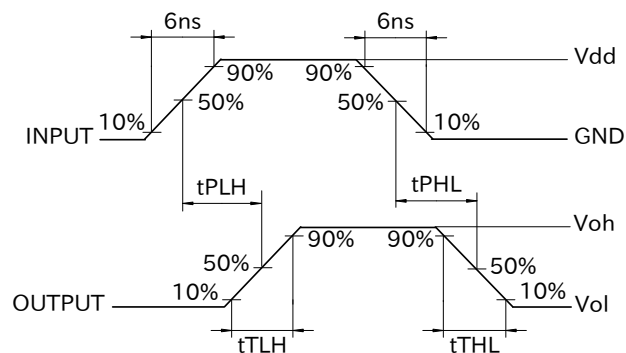 6ns 6ns
Vdd
90% 90%
50% 50%
10% 10%
INPUT GND
tPLH tPHL
Voh
90% 90%
50% 50%
10% 10%
OUTPUT Vol
tTLH tTHL